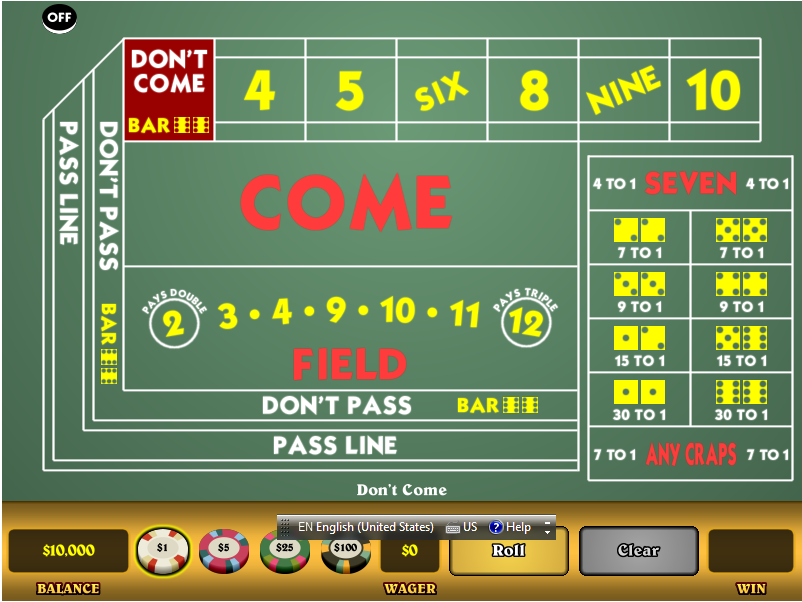 OFF
DON'T
COME
BAR
4
5
SIX
8
NINE
10
PASS LINE
DON'T PASS
BAR
COME
4 TO 1 SEVEN 4 TO 1
7 TO 1
7 TO 1
9 TO 1
9 TO 1
15 TO 1
15 TO 1
30 TO 1
30 TO 1
7 TO 1 ANY CRAPS 7 TO 1
PAYS DOUBLE
2
3 • 4 • 9 • 10 • 11
PAYS TRIPLE
12
FIELD
DON'T PASS BAR
PASS LINE
Don't Come
EN English (United States) US ? Help
$10,000
$1
$5
$25
$100
$0
Roll
Clear
BALANCE
WAGER
WIN